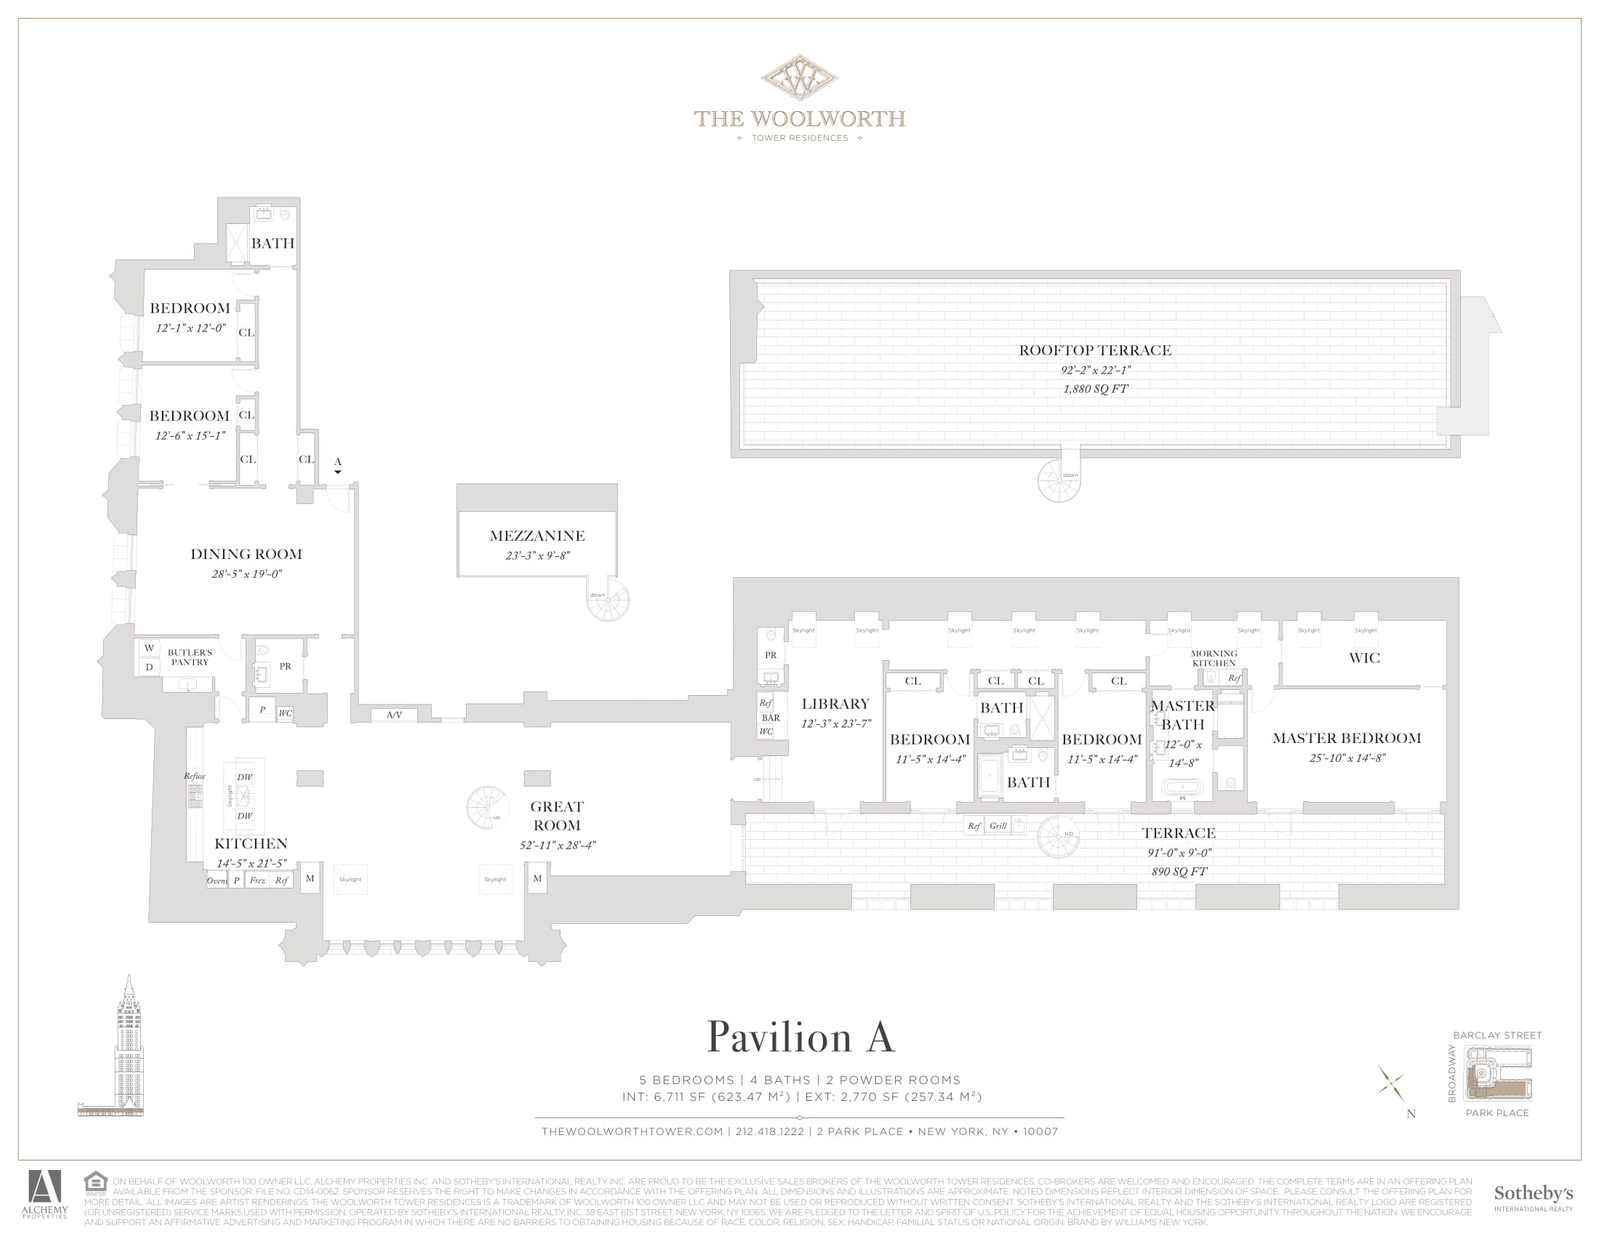 THE WOOLWORTH
TOWER RESIDENCES
BATH
BEDROOM
12'-1" x 12'-0"
CL
BEDROOM
12'-6" x 15'-1"
CL
CL
CL
A
DINING ROOM
28'-5" x 19'-0"
W
D
BUTLER'S
PANTRY
PR
P
WC
A/V
MEZZANINE
23'-3" x 9'-8"
down
ROOFTOP TERRACE
92'-2" x 22'-1"
1,880 SQ FT
down
Refuse
Skylight
DW
DW
KITCHEN
14'-5" x 21'-5"
Oven
P
Frez
Ref
M
Skylight
up
GREAT
ROOM
52'-11" x 28'-4"
Skylight
M
up
PR
Ref
BAR
WC
Skylight
Skylight
LIBRARY
12'-3" x 23'-7"
Skylight
Skylight
Skylight
CL
CL
CL
CL
BEDROOM
11'-5" x 14'-4"
BATH
BATH
BEDROOM
11'-5" x 14'-4"
Skylight
Skylight
MORNING
KITCHEN
Ref
MASTER
BATH
12'-0" x
14'-8"
Skylight
Skylight
WIC
MASTER BEDROOM
25'-10" x 14'-8"
Ref
Grill
up
TERRACE
91'-0" x 9'-0"
890 SQ FT
Pavilion A
5 BEDROOMS | 4 BATHS | 2 POWDER ROOMS
INT: 6,711 SF (623.47 M²) | EXT: 2,770 SF (257.34 M²)
THEWOOLWORTHTOWER.COM | 212.418.1222 | 2 PARK PLACE • NEW YORK, NY • 10007
N
BARCLAY STREET
BROADWAY
PARK PLACE
ALCHEMY
PROPERTIES
ON BEHALF OF WOOLWORTH 100 OWNER LLC, ALCHEMY PROPERTIES INC. AND SOTHEBY'S INTERNATIONAL REALTY INC. ARE PROUD TO BE THE EXCLUSIVE SALES BROKERS OF THE WOOLWORTH TOWER RESIDENCES. CO-BROKERS ARE WELCOMED AND ENCOURAGED. THE COMPLETE TERMS ARE IN AN OFFERING PLAN
AVAILABLE FROM THE SPONSOR. FILE NO. CD14-0062. SPONSOR RESERVES THE RIGHT TO MAKE CHANGES IN ACCORDANCE WITH THE OFFERING PLAN. ALL DIMENSIONS AND ILLUSTRATIONS ARE APPROXIMATE. NOTED DIMENSIONS REFLECT INTERIOR DIMENSION OF SPACE. PLEASE CONSULT THE OFFERING PLAN FOR
MORE DETAIL. ALL IMAGES ARE ARTIST RENDERINGS. THE WOOLWORTH TOWER RESIDENCES IS A TRADEMARK OF WOOLWORTH 100 OWNER LLC AND MAY NOT BE USED OR REPRODUCED WITHOUT WRITTEN CONSENT. SOTHEBY'S INTERNATIONAL REALTY AND THE SOTHEBY'S INTERNATIONAL REALTY LOGO ARE REGISTERED
(OR UNREGISTERED) SERVICE MARKS USED WITH PERMISSION. OPERATED BY SOTHEBY'S INTERNATIONAL REALTY, INC. 38 EAST 61ST STREET, NEW YORK, NY 10065. WE ARE PLEDGED TO THE LETTER AND SPIRIT OF U.S. POLICY FOR THE ACHIEVEMENT OF EQUAL HOUSING OPPORTUNITY THROUGHOUT THE NATION. WE ENCOURAGE
AND SUPPORT AN AFFIRMATIVE ADVERTISING AND MARKETING PROGRAM IN WHICH THERE ARE NO BARRIERS TO OBTAINING HOUSING BECAUSE OF RACE, COLOR, RELIGION, SEX, HANDICAP, FAMILIAL STATUS OR NATIONAL ORIGIN. BRAND BY WILLIAMS NEW YORK.
Sotheby's
INTERNATIONAL REALTY